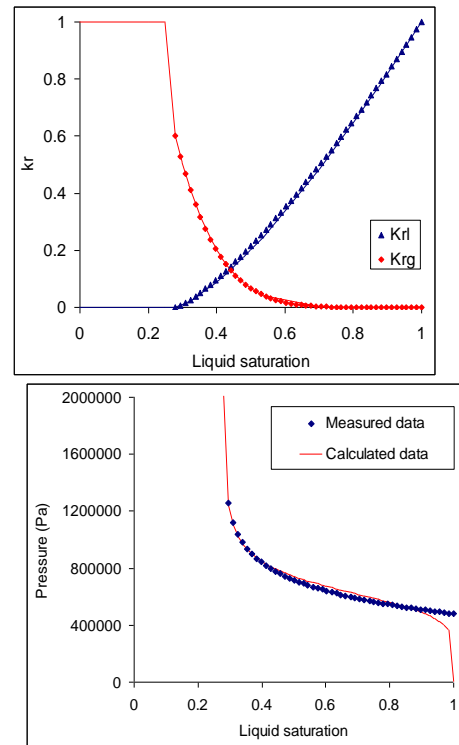 1
0.8
0.6
kr
0.4
Krl
0.2
Krg
0
0 0.2 0.4 0.6 0.8 1
Liquid saturation
2000000
Measured data
Calculated data
1600000
1200000
Pressure (Pa)
800000
400000
0
0 0.2 0.4 0.6 0.8 1
Liquid saturation